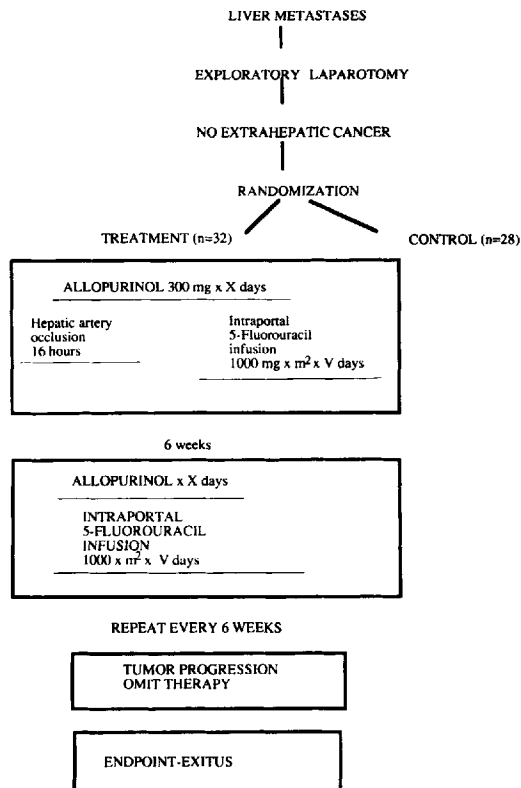 LIVER METASTASES
EXPLORATORY LAPAROTOMY
NO EXTRAHEPATIC CANCER
RANDOMIZATION
TREATMENT (n=32)
CONTROL (n=28)
ALLOPURINOL 300 mg x X days
Hepatic artery
occlusion
16 hours
Intraportal
5-Fluorouracil
infusion
1000 mg x m² x V days
6 weeks
ALLOPURINOL x X days
INTRAPORTAL
5-FLUOROURACIL
INFUSION
1000 x m² x V days
REPEAT EVERY 6 WEEKS
TUMOR PROGRESSION
OMIT THERAPY
ENDPOINT-EXITUS